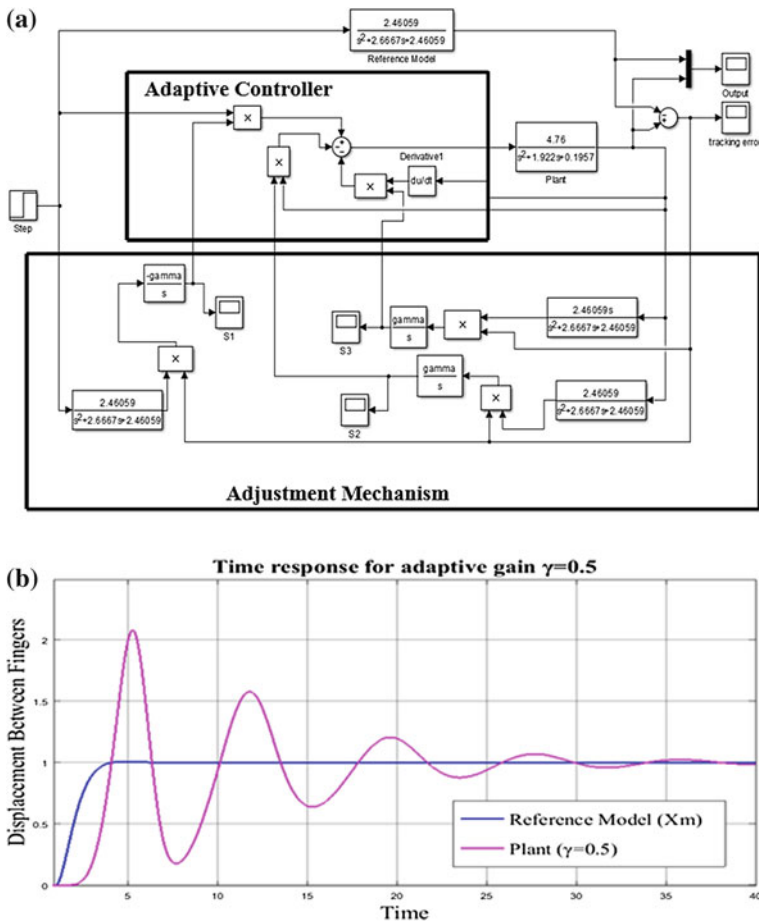 (a)
2.46059
s²+2.6667s+2.46059
Reference Model
Adaptive Controller
Output
tracking error
×
×
×
Derivative1
du/dt
4.76
s²+1.922s+0.1957
Plant
Step
-gamma
s
S1
×
2.46059
s²+2.6667s+2.46059
S3
gamma
s
×
2.46059s
s²+2.6667s+2.46059
gamma
s
S2
×
2.46059
s²+2.6667s+2.46059
Adjustment Mechanism
(b)
Time response for adaptive gain γ=0.5
Displacement Between Fingers
2
1.5
1
0.5
0
5
10
15
20
25
30
35
40
Time
Reference Model (Xm)
Plant (γ=0.5)